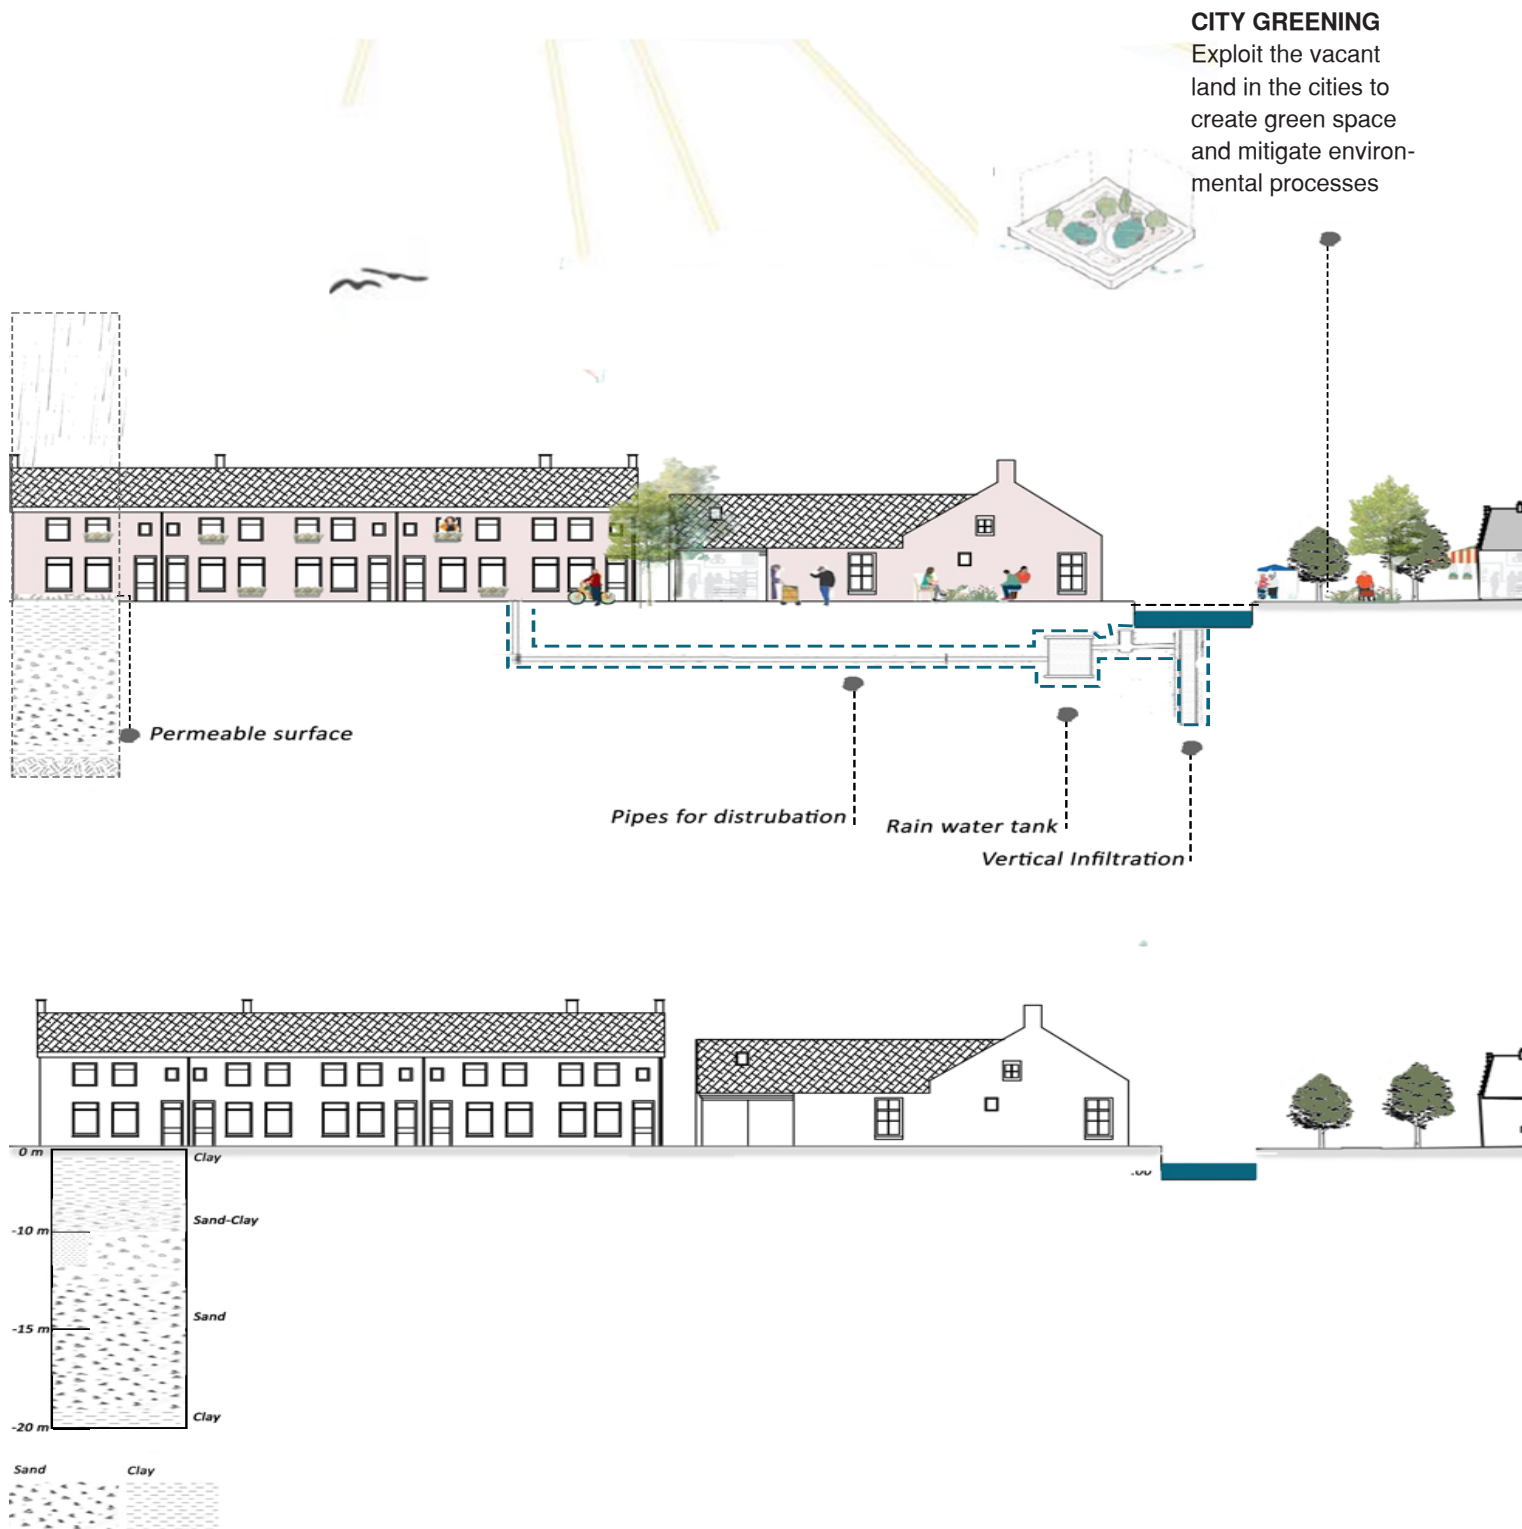 CITY GREENING
Exploit the vacant
land in the cities to
create green space
and mitigate environ-
mental processes
Permeable surface
Pipes for distrubation
Rain water tank
Vertical Infiltration
0 m
Clay
Sand-Clay
-10 m
Sand
-15 m
Clay
-20 m
Sand
Clay